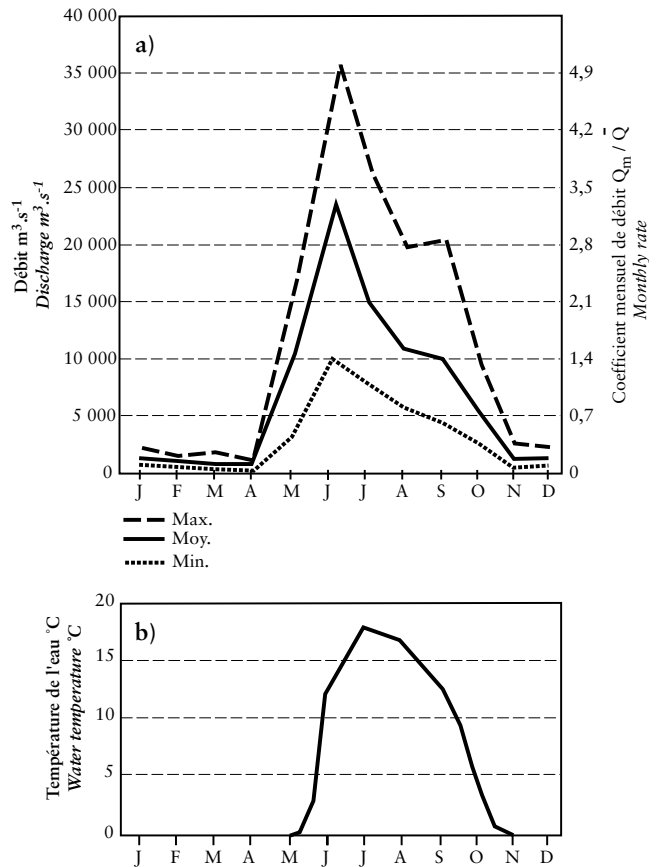 a)
40 000
35 000
30 000
25 000
20 000
15 000
10 000
5 000
0
Débit m³.s⁻¹
Discharge m³.s⁻¹
4,9
4,2
3,5
2,8
2,1
1,4
0,7
0
Coefficient mensuel de débit Qm / Q̄
Monthly rate
J F M A M J J A S O N D
Max.
Moy.
Min.
b)
20
15
10
5
0
Température de l'eau °C
Water temperature °C
J F M A M J J A S O N D